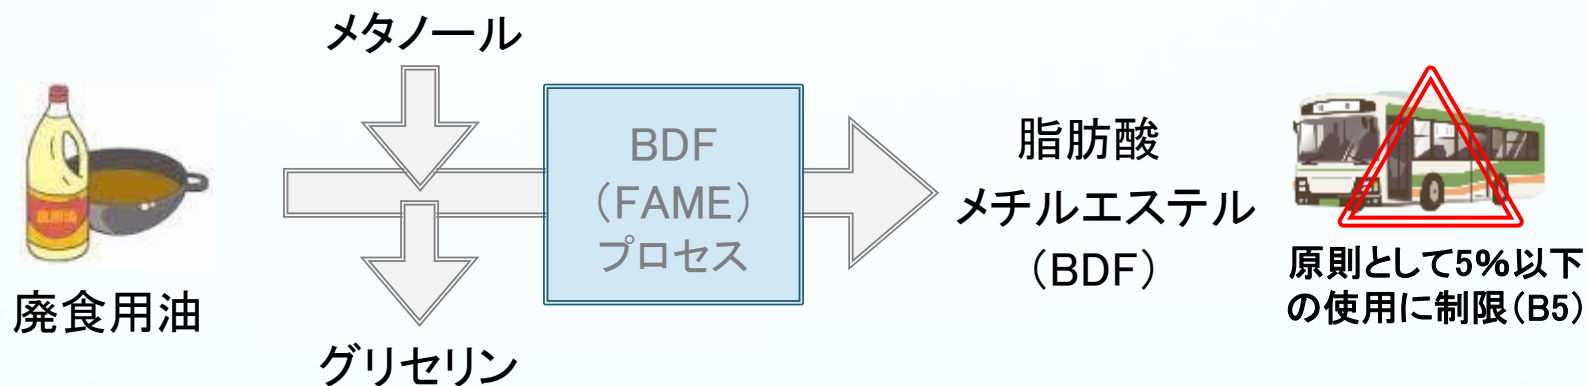 メタノール
廃食用油
BDF
（FAME）
プロセス
グリセリン
脂肪酸
メチルエステル
（BDF）
原則として5%以下
の使用に制限（B5）